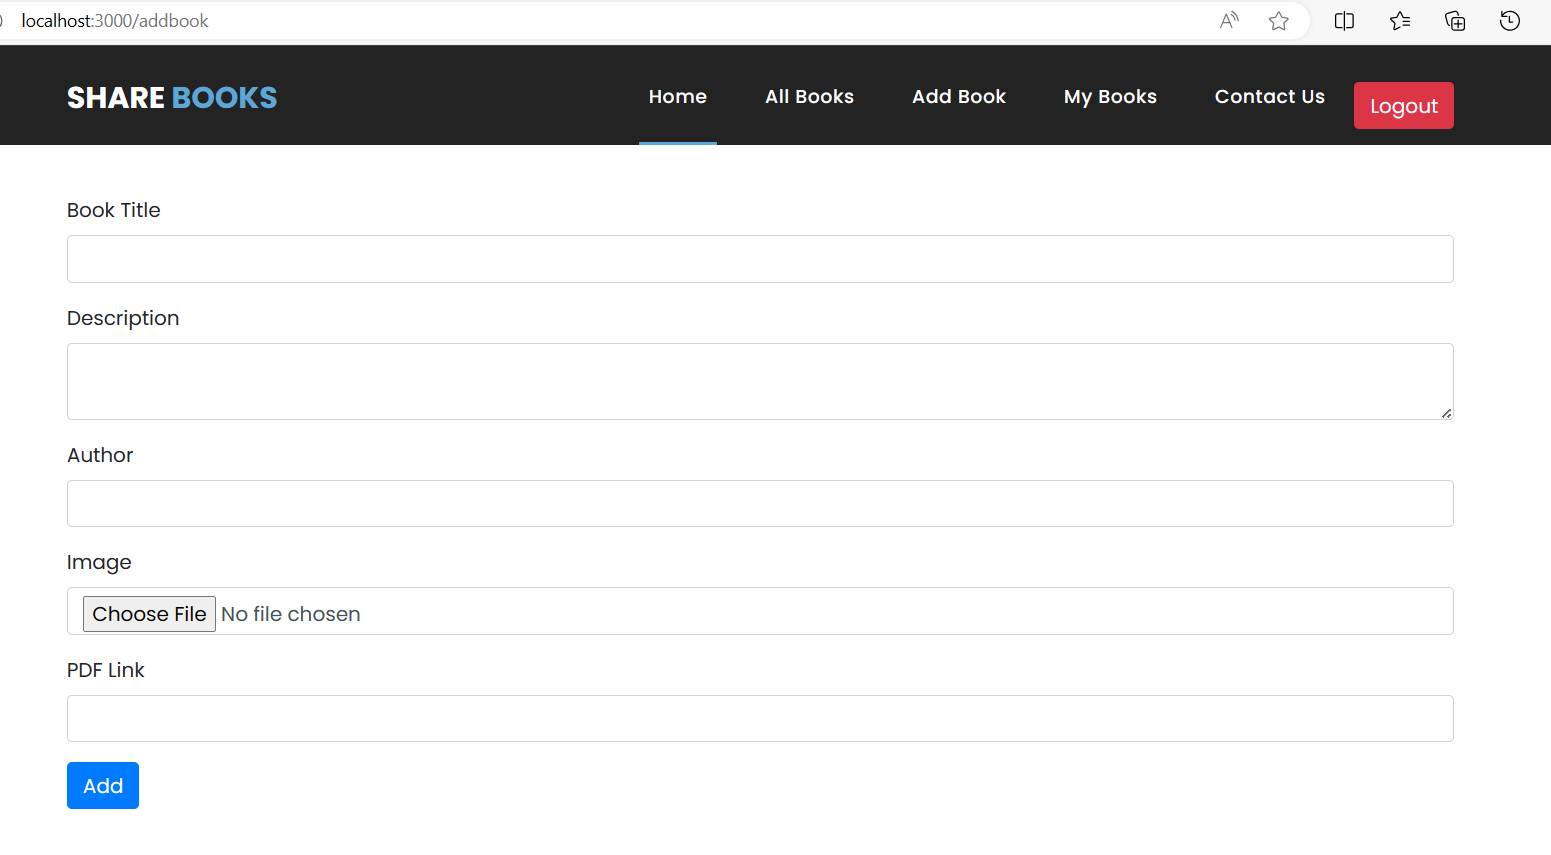 localhost:3000/addbook
SHARE BOOKS Home All Books Add Book My Books Contact Us Logout
Book Title
Description
Author
Image
Choose File No file chosen
PDF Link
Add